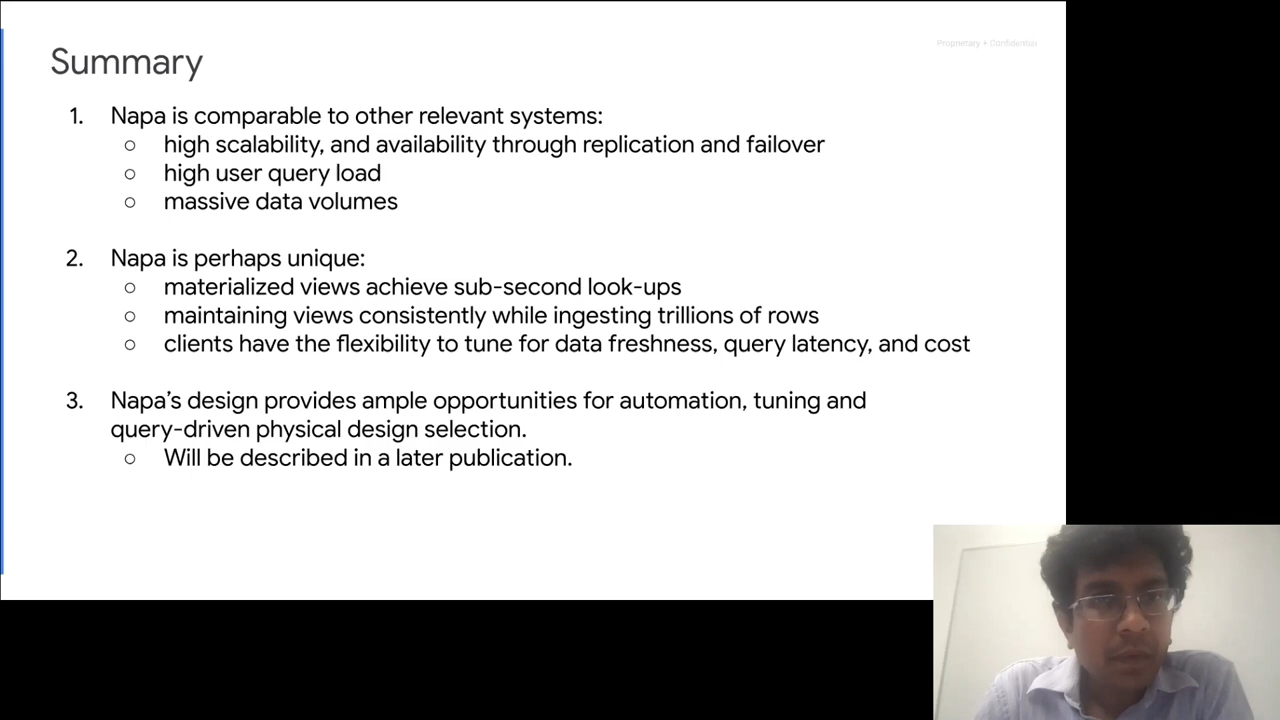 Proprietary + Confidential
Summary
1. Napa is comparable to other relevant systems:
○ high scalability, and availability through replication and failover
○ high user query load
○ massive data volumes
2. Napa is perhaps unique:
○ materialized views achieve sub-second look-ups
○ maintaining views consistently while ingesting trillions of rows
○ clients have the flexibility to tune for data freshness, query latency, and cost
3. Napa’s design provides ample opportunities for automation, tuning and
query-driven physical design selection.
○ Will be described in a later publication.